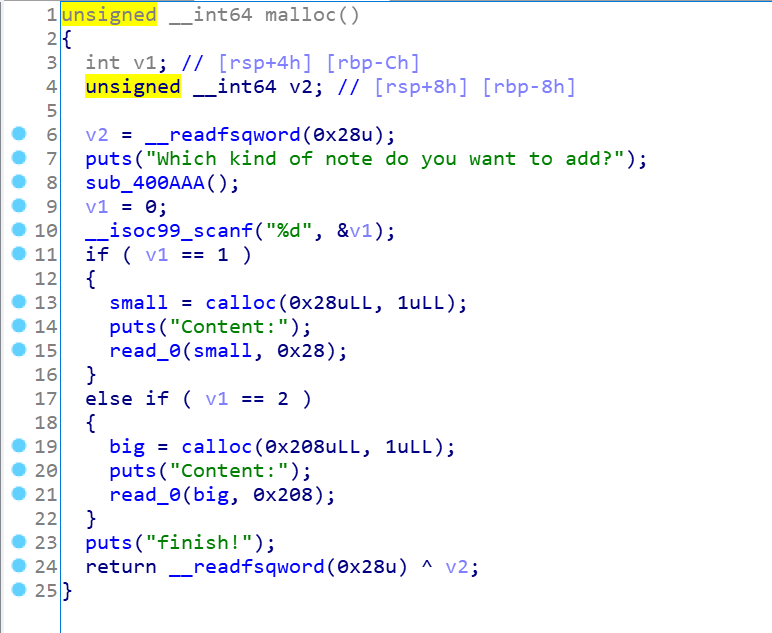 1 unsigned __int64 malloc()
2 {
3   int v1; // [rsp+4h] [rbp-Ch]
4   unsigned __int64 v2; // [rsp+8h] [rbp-8h]
5
6   v2 = __readfsqword(0x28u);
7   puts("Which kind of note do you want to add?");
8   sub_400AAA();
9   v1 = 0;
10   __isoc99_scanf("%d", &v1);
11   if ( v1 == 1 )
12   {
13     small = calloc(0x28uLL, 1uLL);
14     puts("Content:");
15     read_0(small, 0x28);
16   }
17   else if ( v1 == 2 )
18   {
19     big = calloc(0x208uLL, 1uLL);
20     puts("Content:");
21     read_0(big, 0x208);
22   }
23   puts("finish!");
24   return __readfsqword(0x28u) ^ v2;
25 }